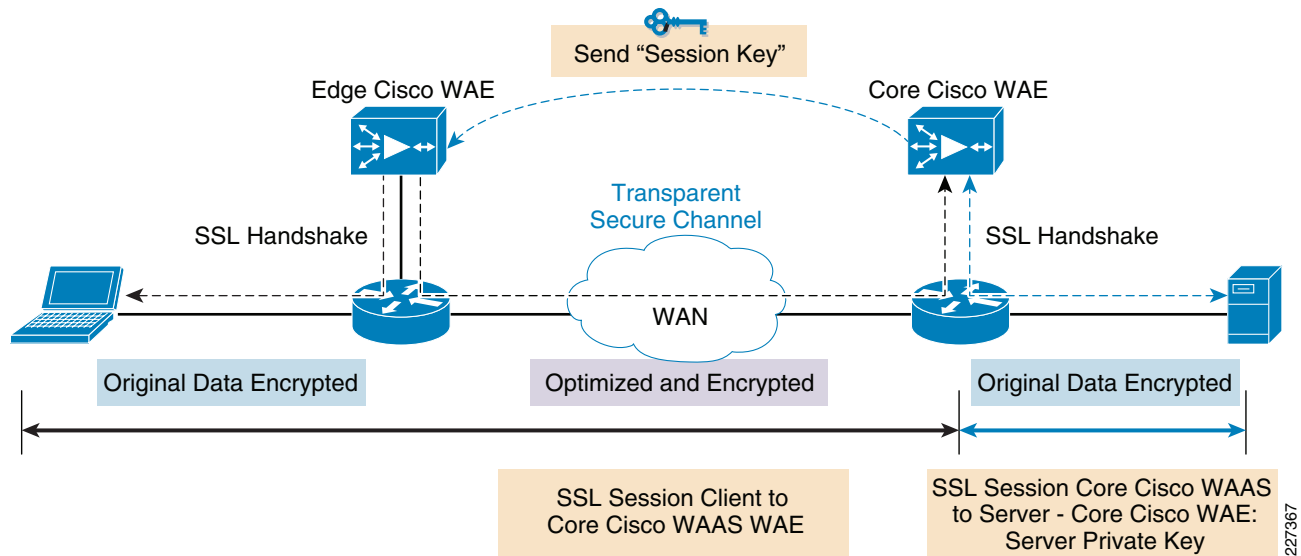 Send “Session Key”
Edge Cisco WAE
Core Cisco WAE
Transparent
Secure Channel
SSL Handshake
SSL Handshake
WAN
Original Data Encrypted
Optimized and Encrypted
Original Data Encrypted
SSL Session Client to
Core Cisco WAAS WAE
SSL Session Core Cisco WAAS
to Server - Core Cisco WAE:
Server Private Key
227367